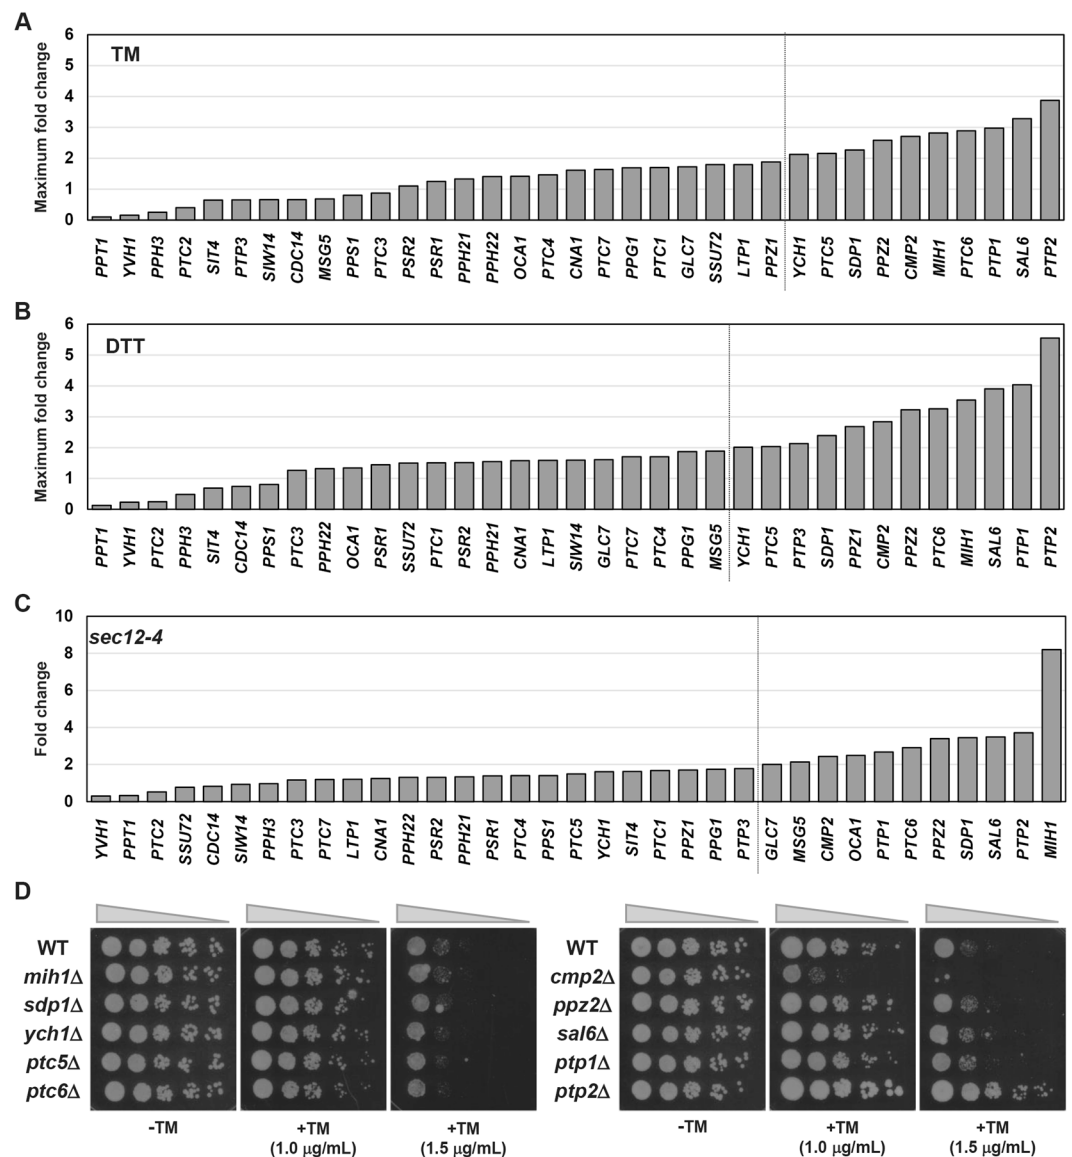 A
TM
Maximum fold change
6
5
4
3
2
1
0
PPT1 YVH1 PPH3 PTC2 SIT4 PTP3 SIW14 CDC14 MSG5 PPS1 PTC3 PSR2 PSR1 PPH21 PPH22 OCA1 PTC4 CNA1 PTC7 PPG1 PTC1 GLC7 SSU72 LTP1 PPZ1 YCH1 PTC5 SDP1 PPZ2 CMP2 MIH1 PTC6 PTP1 SAL6 PTP2
B
DTT
Maximum fold change
6
5
4
3
2
1
0
PPT1 YVH1 PTC2 PPH3 SIT4 CDC14 PPS1 PTC3 PPH22 OCA1 PSR1 SSU72 PTC1 PSR2 PPH21 CNA1 LTP1 SIW14 GLC7 PTC7 PTC4 PPG1 MSG5 YCH1 PTC5 PTP3 SDP1 PPZ1 CMP2 PPZ2 PTC6 MIH1 SAL6 PTP1 PTP2
C
sec12-4
Fold change
10
8
6
4
2
0
YVH1 PPT1 PTC2 SSU72 CDC14 SIW14 PPH3 PTC3 PTC7 LTP1 CNA1 PPH22 PSR2 PPH21 PSR1 PTC4 PPS1 PTC5 YCH1 SIT4 PTC1 PPZ1 PPG1 PTP3 GLC7 MSG5 CMP2 OCA1 PTP1 PTC6 PPZ2 SDP1 SAL6 PTP2 MIH1
D
WT
mih1Δ
sdp1Δ
ych1Δ
ptc5Δ
ptc6Δ
-TM
+TM
(1.0 μg/mL)
+TM
(1.5 μg/mL)
WT
cmp2Δ
ppz2Δ
sal6Δ
ptp1Δ
ptp2Δ
-TM
+TM
(1.0 μg/mL)
+TM
(1.5 μg/mL)